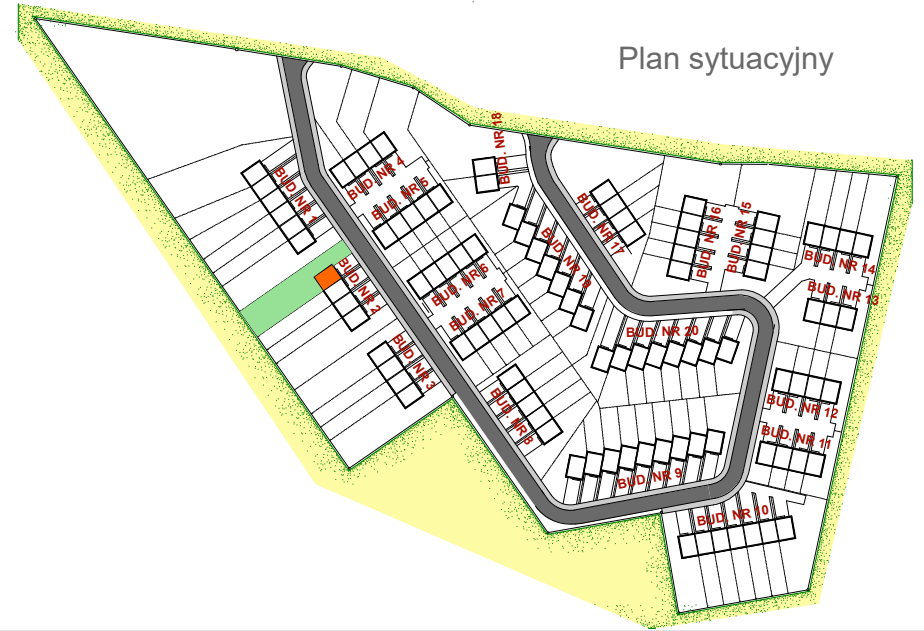 Plan sytuacyjny
BUD. NR 18
BUD. NR 4
BUD. NR 1
BUD. NR 5
BUD. NR 17
BUD. NR 16
BUD. NR 15
BUD. NR 19
BUD. NR 14
BUD. NR 2
BUD. NR 6
BUD. NR 13
BUD. NR 7
BUD. NR 20
BUD. NR 3
BUD. NR 8
BUD. NR 12
BUD. NR 11
BUD. NR 9
BUD. NR 10